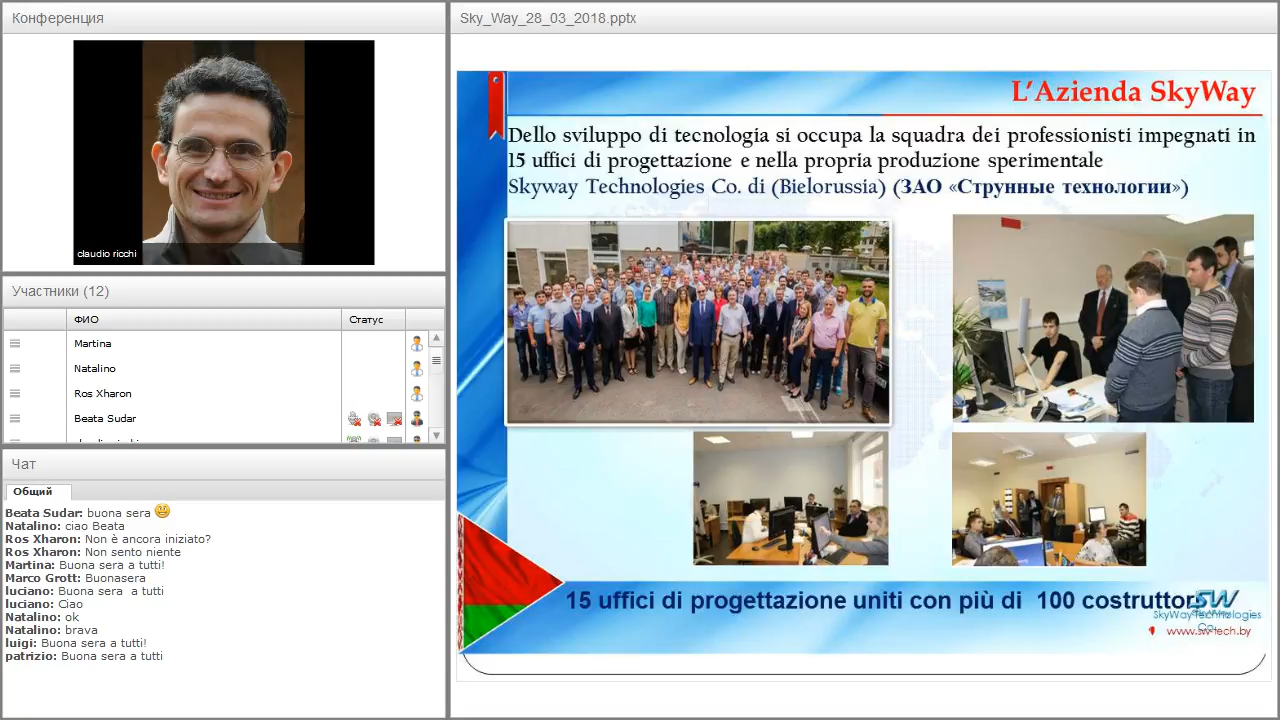 Конференция
claudio ricchi
Участники (12)
ФИО
Статус
Martina
Natalino
Ros Xharon
Beata Sudar
Чат
Общий
Beata Sudar: buona sera
Natalino: ciao Beata
Ros Xharon: Non è ancora iniziato?
Ros Xharon: Non sento niente
Martina: Buona sera a tutti!
Marco Grott: Buonasera
luciano: Buona sera a tutti
luciano: Ciao
Natalino: ok
Natalino: brava
luigi: Buona sera a tutti!
patrizio: Buona sera a tutti
Sky_Way_28_03_2018.pptx
L'Azienda SkyWay
Dello sviluppo di tecnologia si occupa la squadra dei professionisti impegnati in
15 uffici di progettazione e nella propria produzione sperimentale
Skyway Technologies Co. di (Bielorussia) (ЗАО «Струнные технологии»)
15 uffici di progettazione uniti con più di 100 costruttor
SW
SkyWay Technologies
Co.
www.sw-tech.by